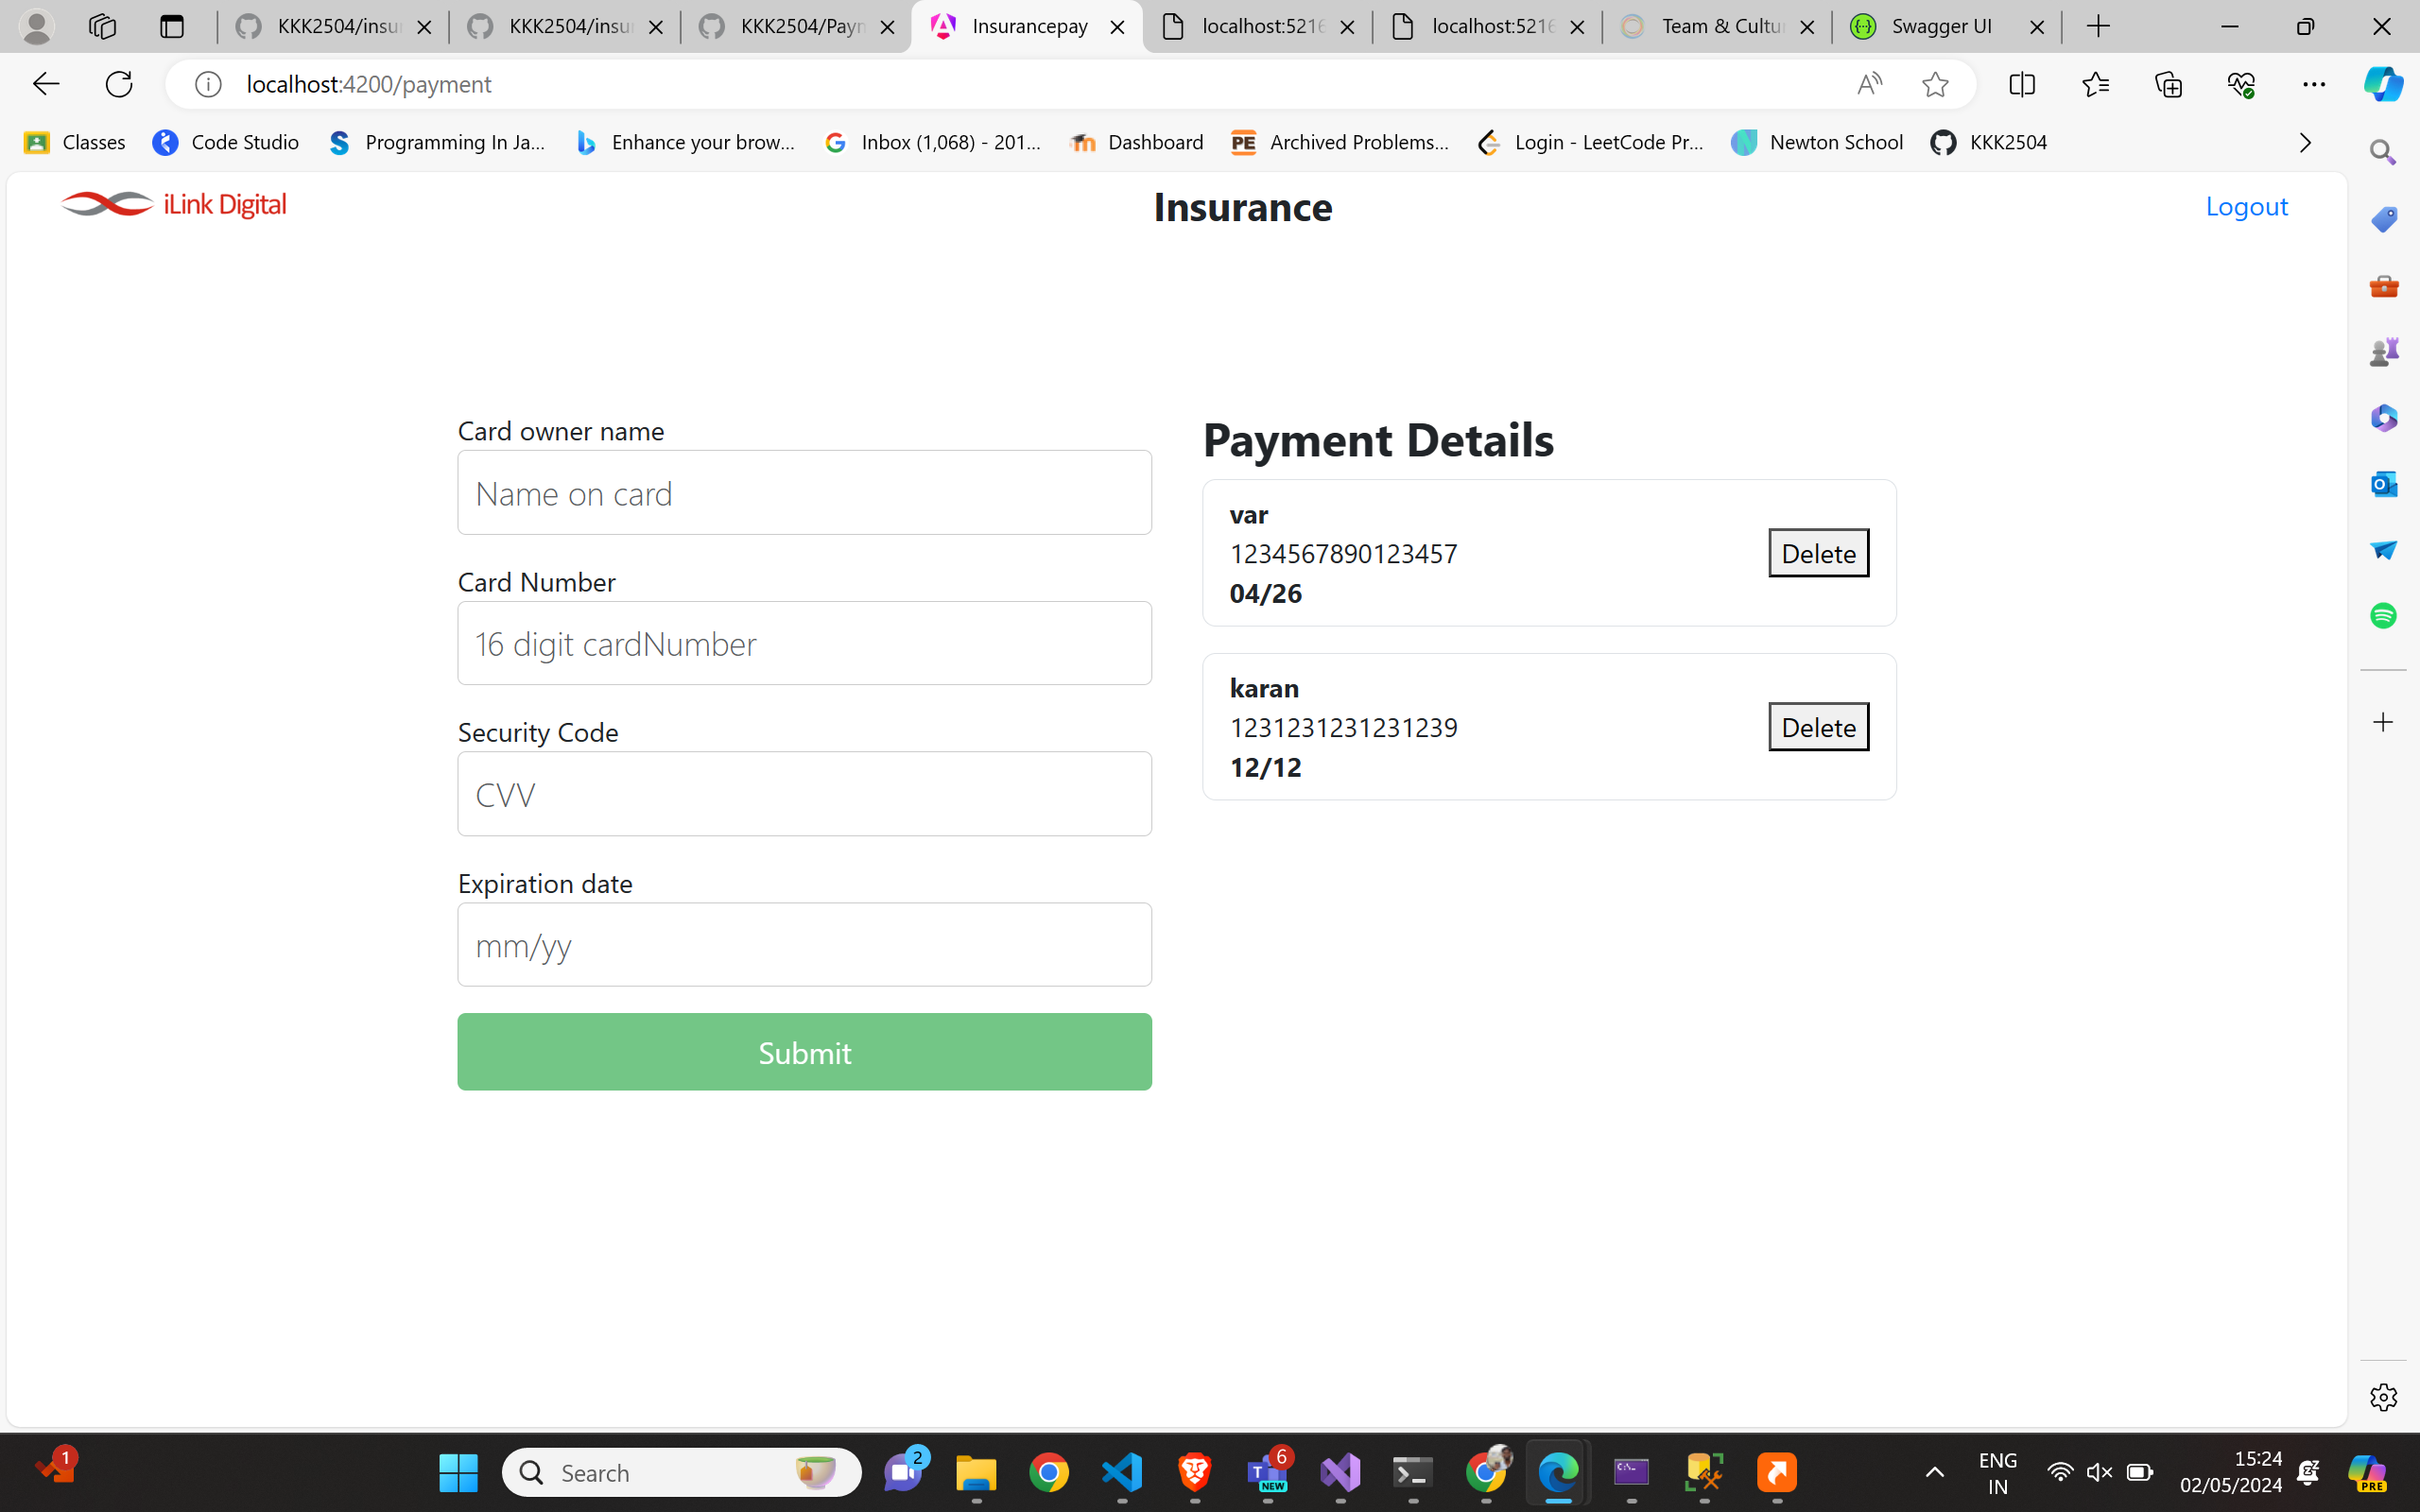 KKK2504/insu
KKK2504/insu
KKK2504/Payn
Insurancepay
localhost:5216
localhost:5216
Team & Cultu
Swagger UI
localhost:4200/payment
Classes
Code Studio
Programming In Ja...
Enhance your brow...
Inbox (1,068) - 201...
Dashboard
PE
Archived Problems...
Login - LeetCode Pr...
Newton School
KKK2504
iLink Digital
Insurance
Logout
Card owner name
Name on card
Card Number
16 digit cardNumber
Security Code
CVV
Expiration date
mm/yy
Submit
Payment Details
var
1234567890123457
04/26
Delete
karan
1231231231231239
12/12
Delete
1
Search
2
6
NEW
ENG
IN
15:24
02/05/2024
PRE